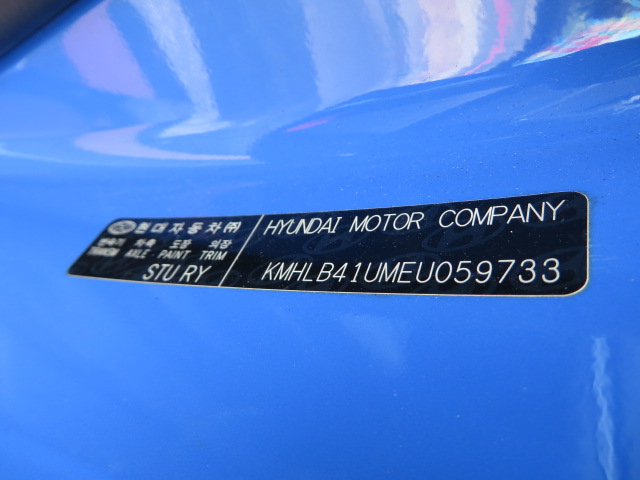 현대자동차㈜
변속기 차축 도장 의장
TRANSMISSION AXLE PAINT TRIM
STU RY
HYUNDAI MOTOR COMPANY
KMHLB41UMEU059733